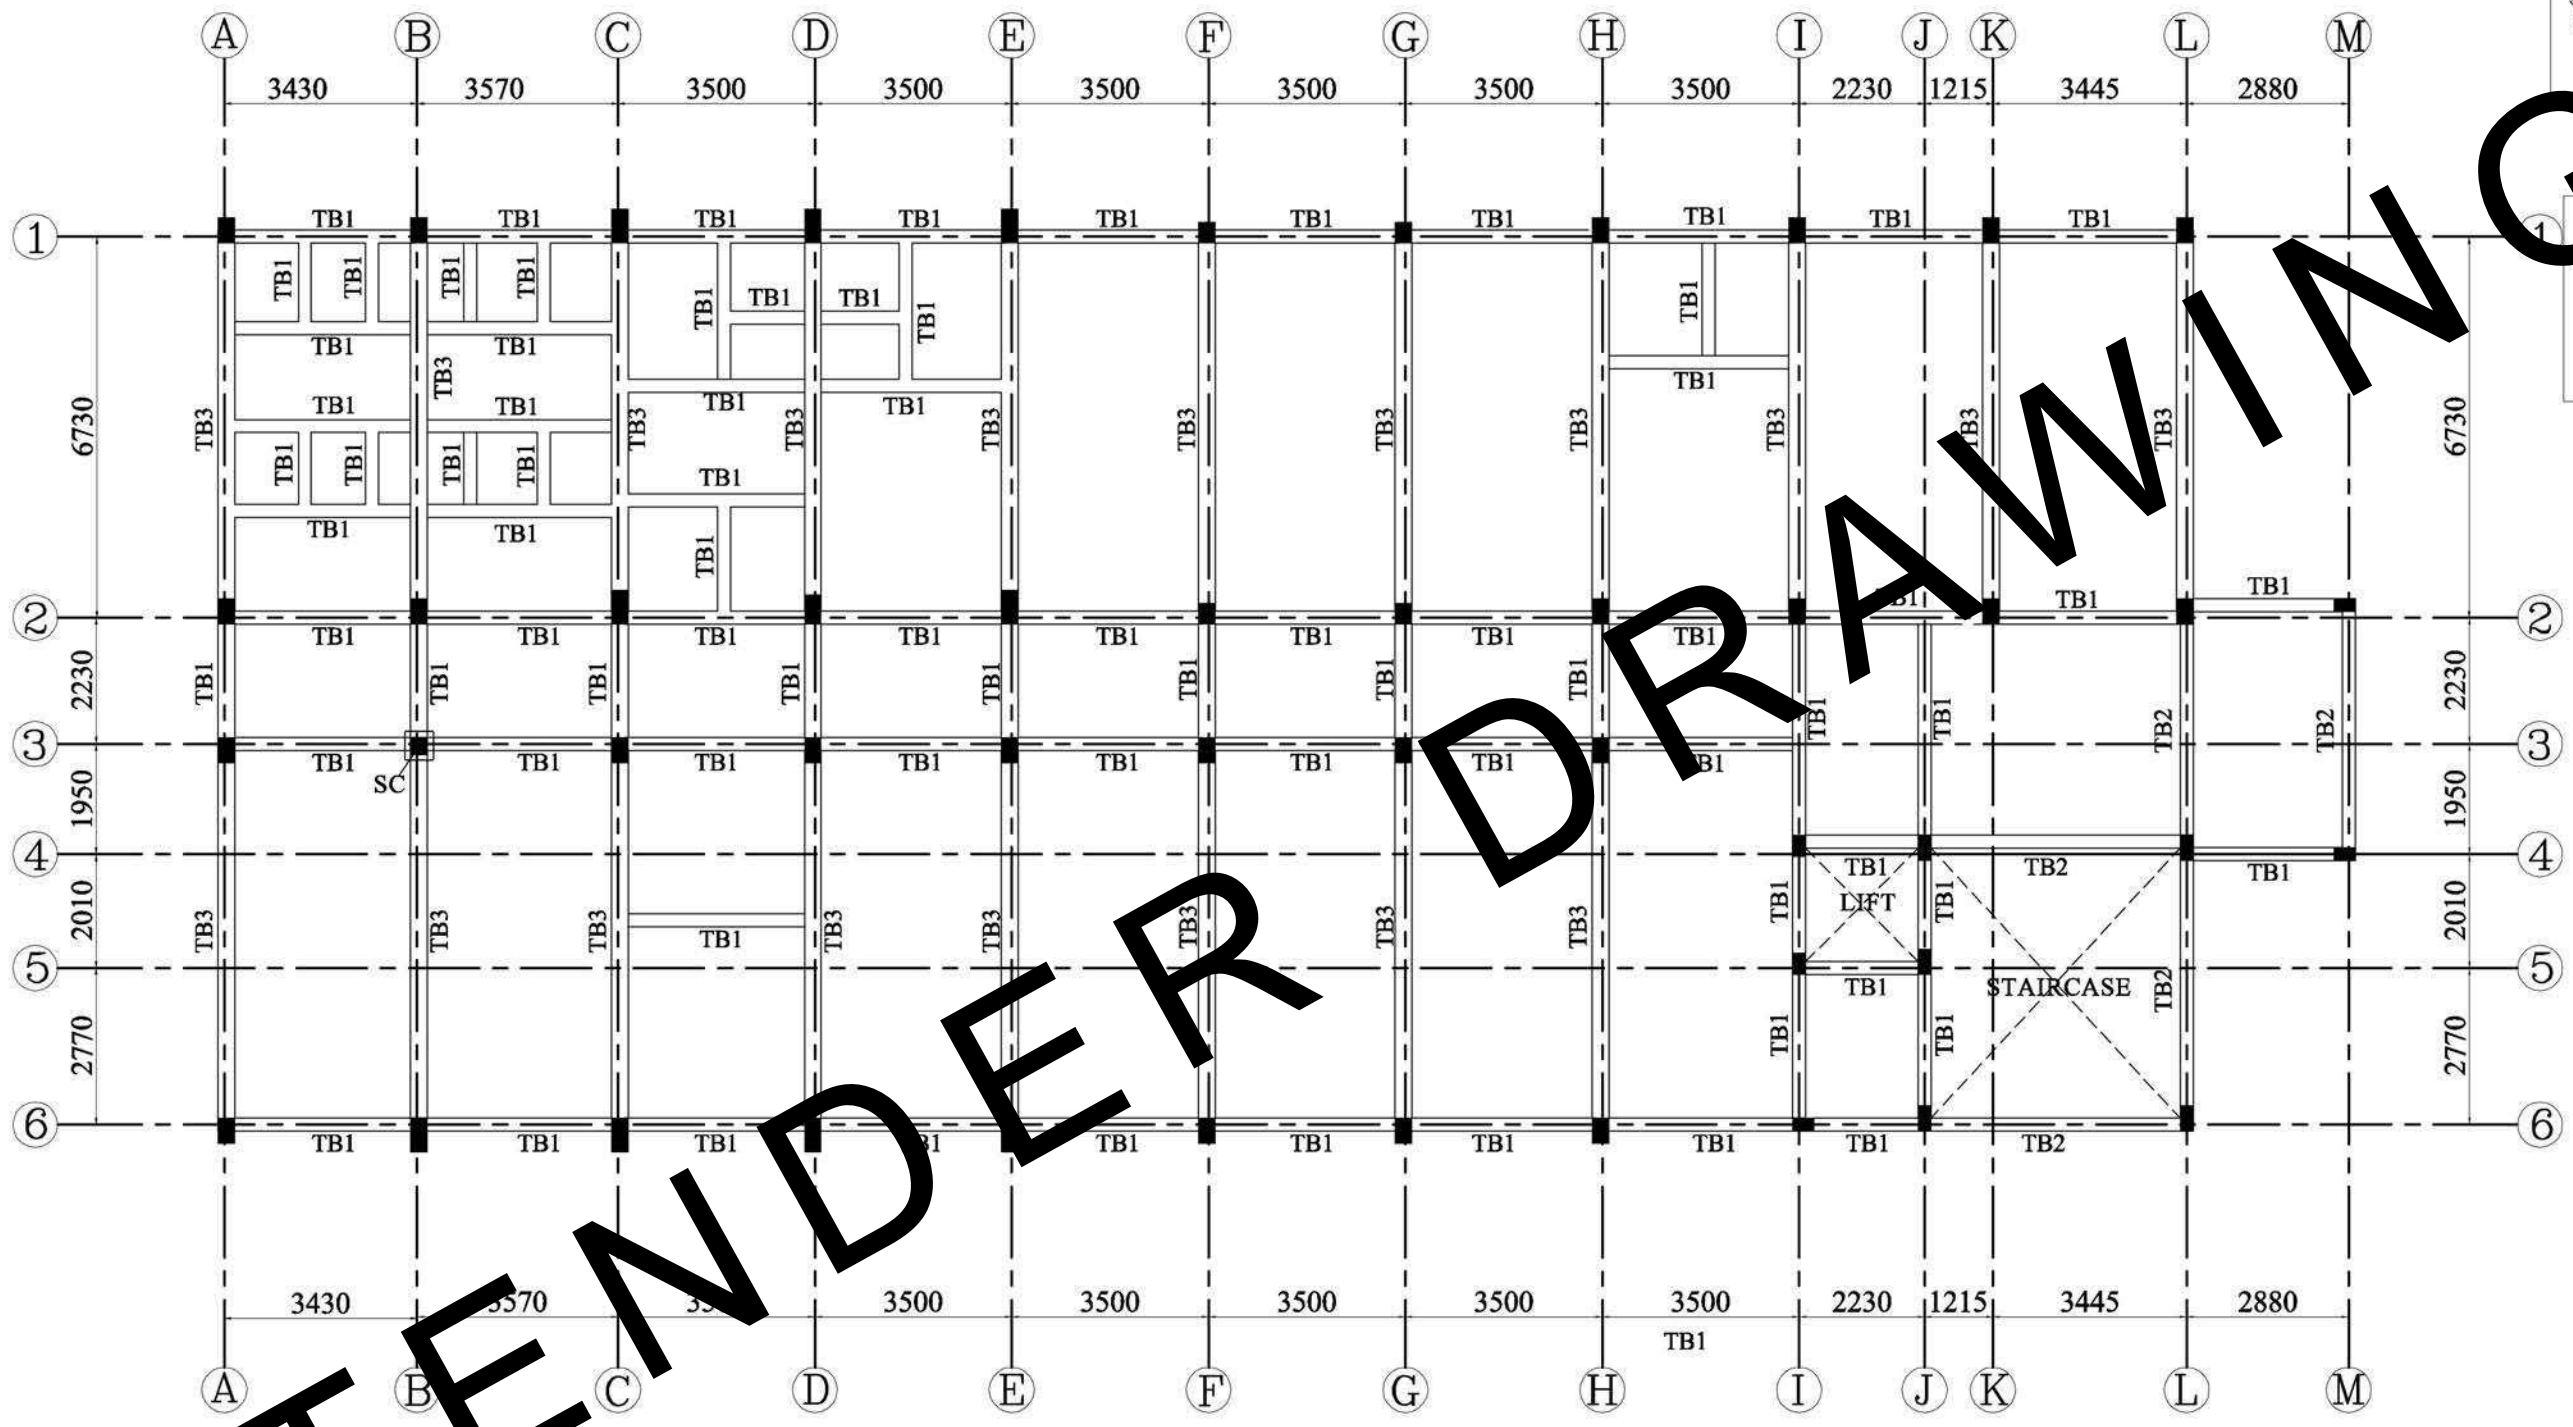 A B C D E F G H I J K L M
3430 3570 3500 3500 3500 3500 3500 3500 2230 1215 3445 2880
TENDER DRAWING
1 TB1 TB1 TB1 TB1 TB1 TB1 TB1 TB1 TB1 TB1 1
TB1 TB1 TB1 TB1 TB1 TB1 TB1 TB1 TB1
TB1 TB1 TB3 TB1
TB1 TB1 TB1 TB1
6730 TB3 TB3 TB3 TB3 TB3 TB3 TB3 TB3 TB3 TB3 6730
TB1 TB1 TB1 TB1 TB1
TB1 TB1 TB1
2 TB1 TB1 2
TB1 TB1 TB1 TB1 TB1 TB1 TB1 TB1
2230 TB1 TB1 TB1 TB1 TB1 TB1 TB1 TB1 TB1 TB1 TB2 TB2 2230
3 3
TB1 TB1 TB1 TB1 TB1 TB1 TB1
SC
1950 1950
4 4
TB1 TB2 TB1
LIFT
2010 TB3 TB3 TB3 TB3 TB3 TB3 TB3 TB3 TB1 TB1 2010
TB1
5 5
TB1 STAIRCASE TB2
2770 TB1 TB1 2770
6 6
TB1 TB1 TB1 TB1 TB1 TB1 TB1 TB1 TB2
3430 3500 3500 3500 3500 3500 2230 1215 3445 2880
TB1
A B C D E F G H I J K L M